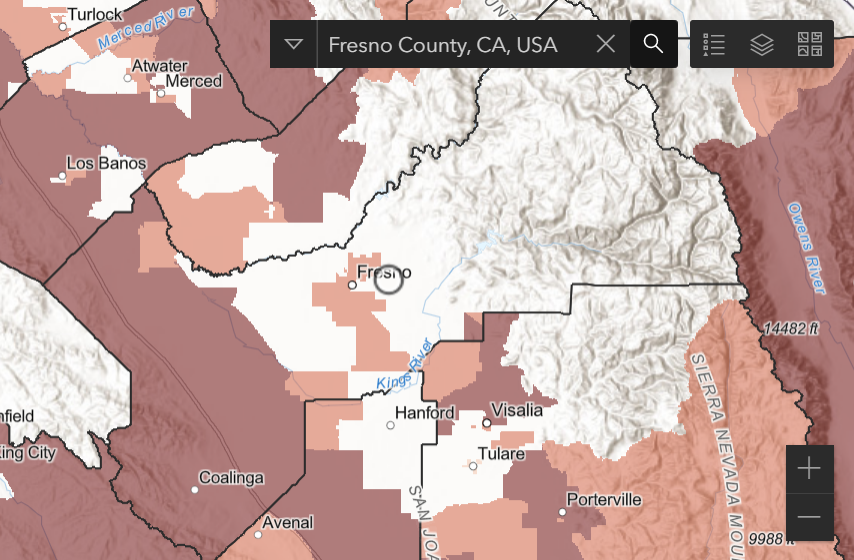 Turlock
Merced River
Fresno County, CA, USA
Atwater
Merced
Los Banos
Owens River
Fresno
14482 ft
Kings River
SIERRA NEVADA MOU
Hanford
Visalia
nfield
ing City
Tulare
Coalinga
SAN JOA
Porterville
Avenal
9988 ft